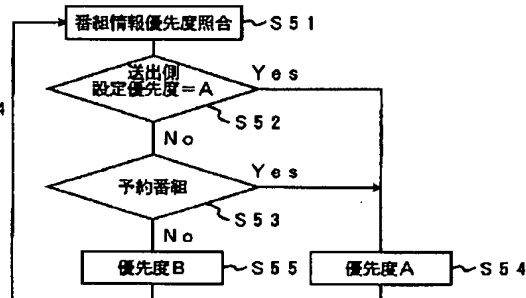 番組情報優先度照合 S51
送出側
設定優先度=A
Yes
S52
No
予約番組
Yes
S53
No
優先度B S55
優先度A S54